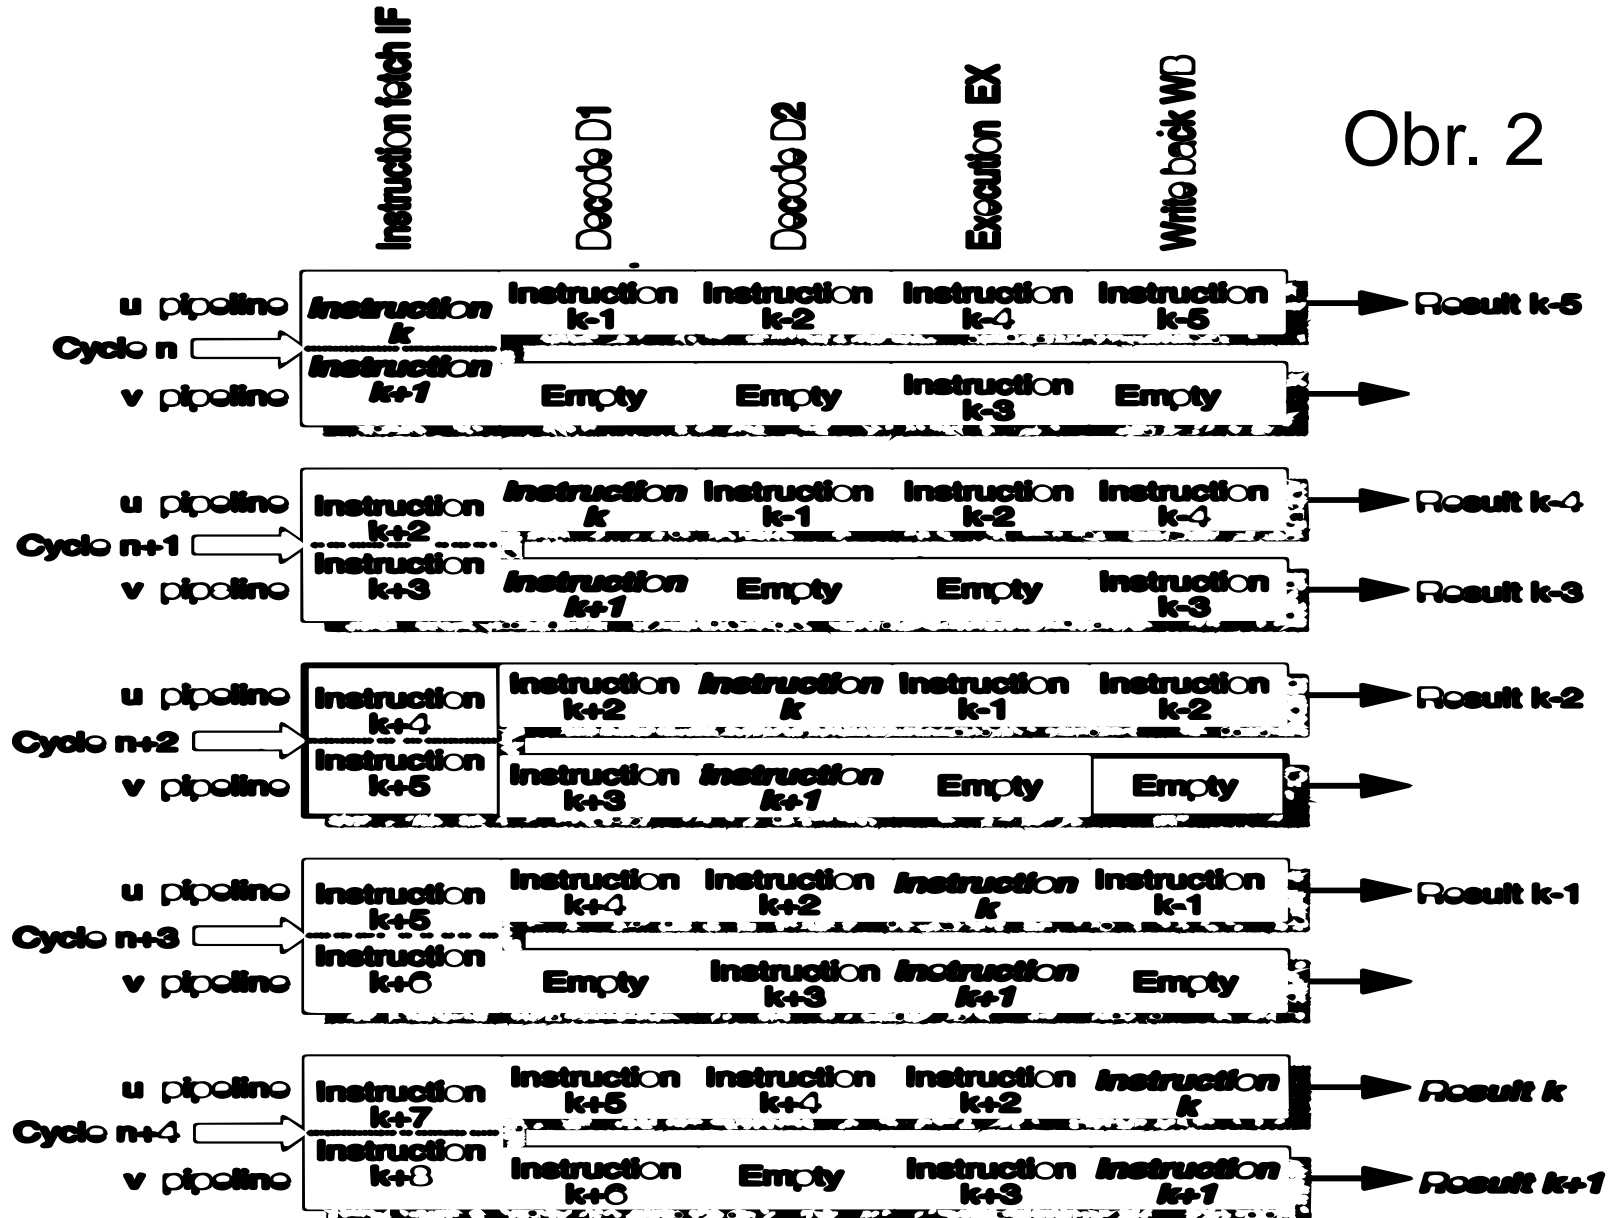 Instruction fetch IF
Decode D1
Decode D2
Execution EX
Write back WB
Obr. 2
u pipeline
Instruction k
Instruction k-1
Instruction k-2
Instruction k-4
Instruction k-5
Result k-5
Cycle n
v pipeline
Instruction k+1
Empty
Empty
Instruction k-3
Empty
u pipeline
Instruction k+2
Instruction k
Instruction k-1
Instruction k-2
Instruction k-4
Result k-4
Cycle n+1
v pipeline
Instruction k+3
Instruction k+1
Empty
Empty
Instruction k-3
Result k-3
u pipeline
Instruction k+4
Instruction k+2
Instruction k
Instruction k-1
Instruction k-2
Result k-2
Cycle n+2
v pipeline
Instruction k+5
Instruction k+3
Instruction k+1
Empty
Empty
u pipeline
Instruction k+5
Instruction k+4
Instruction k+2
Instruction k
Instruction k-1
Result k-1
Cycle n+3
v pipeline
Instruction k+6
Empty
Instruction k+3
Instruction k+1
Empty
u pipeline
Instruction k+7
Instruction k+5
Instruction k+4
Instruction k+2
Instruction k
Result k
Cycle n+4
v pipeline
Instruction k+8
Instruction k+6
Empty
Instruction k+3
Instruction k+1
Result k+1